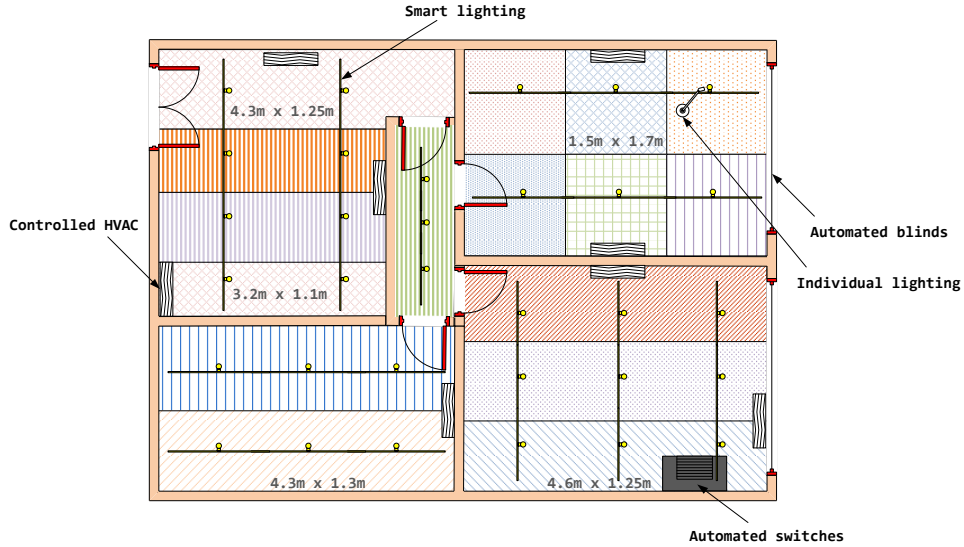 Smart lighting
4.3m x 1.25m
1.5m x 1.7m
Controlled HVAC
Automated blinds
Individual lighting
3.2m x 1.1m
4.3m x 1.3m
4.6m x 1.25m
Automated switches